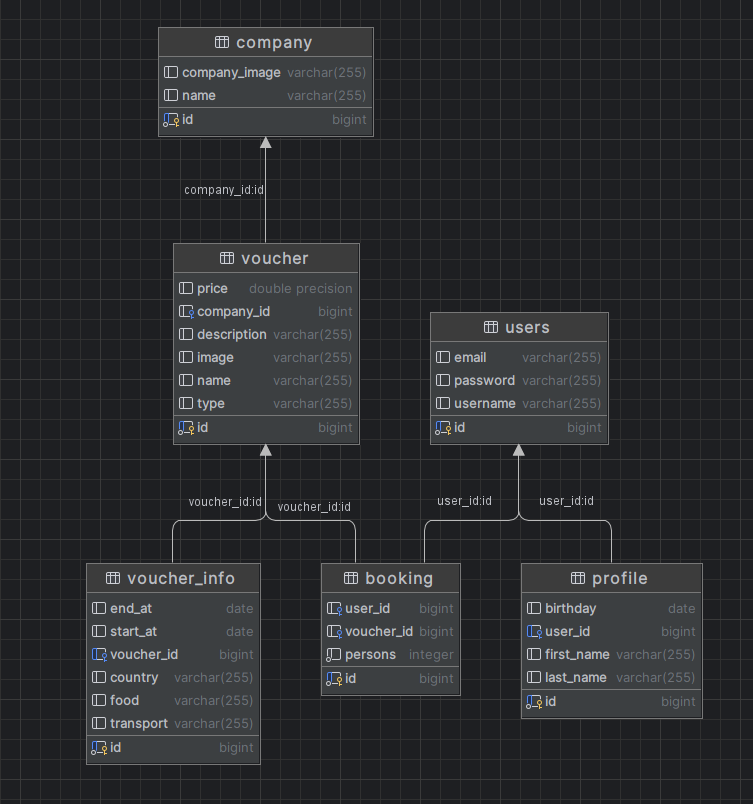 company
company_image varchar(255)
name varchar(255)
id bigint
company_id:id
voucher
price double precision
company_id bigint
description varchar(255)
image varchar(255)
name varchar(255)
type varchar(255)
id bigint
users
email varchar(255)
password varchar(255)
username varchar(255)
id bigint
voucher_id:id
voucher_id:id
user_id:id
user_id:id
voucher_info
end_at date
start_at date
voucher_id bigint
country varchar(255)
food varchar(255)
transport varchar(255)
id bigint
booking
user_id bigint
voucher_id bigint
persons integer
id bigint
profile
birthday date
user_id bigint
first_name varchar(255)
last_name varchar(255)
id bigint